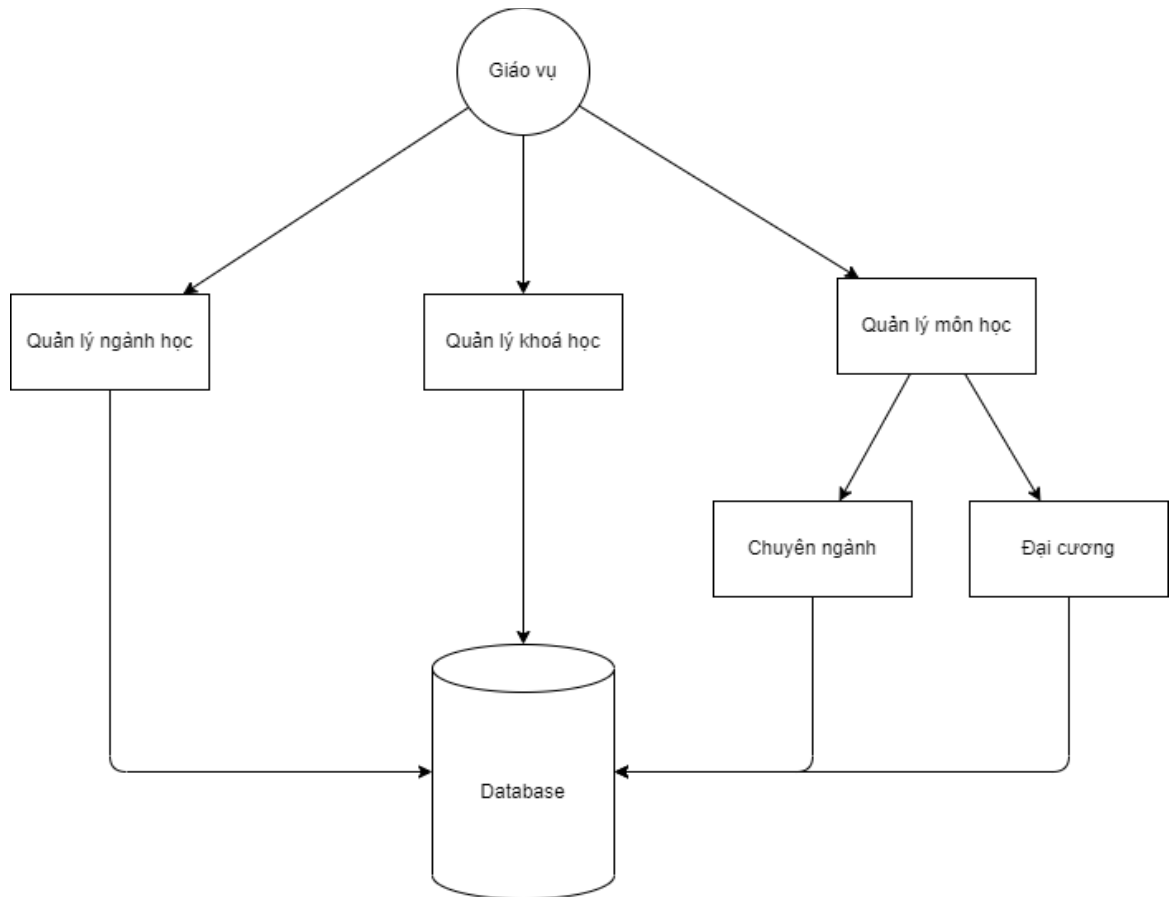 Giáo vụ
Quản lý ngành học
Quản lý khoá học
Quản lý môn học
Chuyên ngành
Đại cương
Database